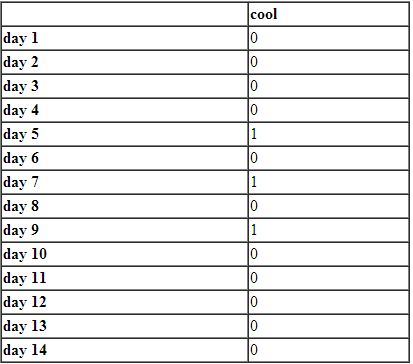 cool
day 1 0
day 2 0
day 3 0
day 4 0
day 5 1
day 6 0
day 7 1
day 8 0
day 9 1
day 10 0
day 11 0
day 12 0
day 13 0
day 14 0